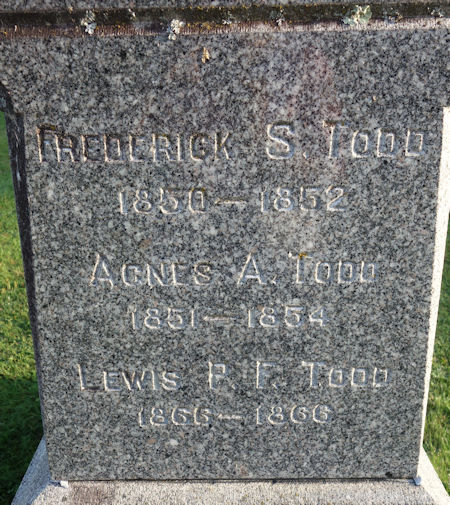 Frederick S. Todd
1850–1852
Agnes A. Todd
1851–1854
Lewis P. F. Todd
1866–1866